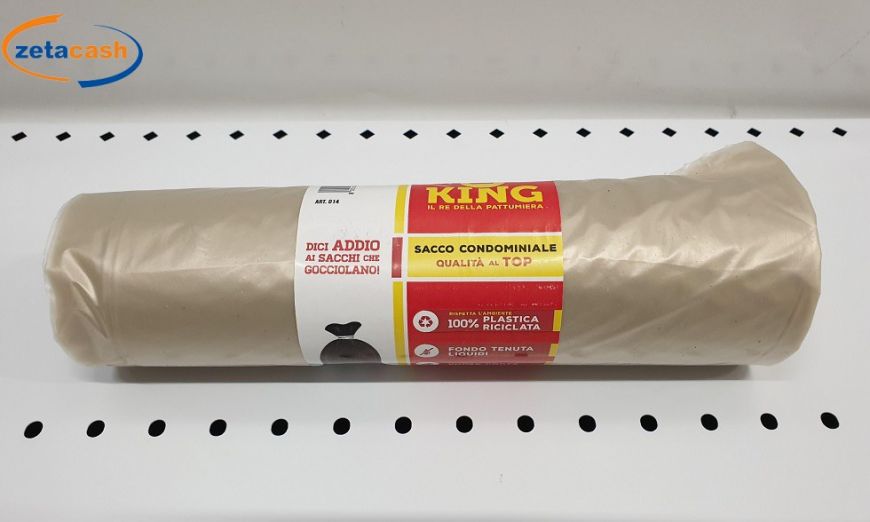 zetacash
ART. 014
DICI ADDIO
AI SACCHI CHE
GOCCIOLANO!
KING
IL RE DELLA PATTUMIERA
SACCO CONDOMINIALE
QUALITÀ AL TOP
RISPETTA L'AMBIENTE
100% PLASTICA
RICICLATA
FONDO TENUTA
LIQUIDI